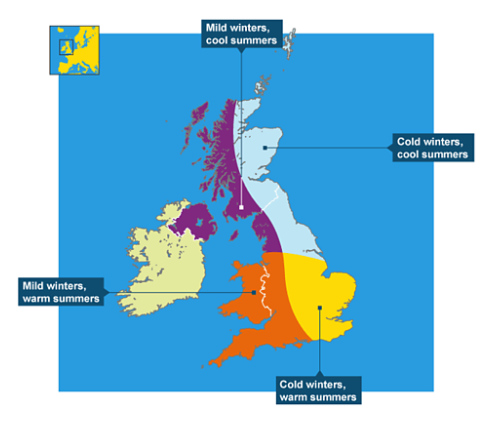 Mild winters,
cool summers
Cold winters,
cool summers
Mild winters,
warm summers
Cold winters,
warm summers